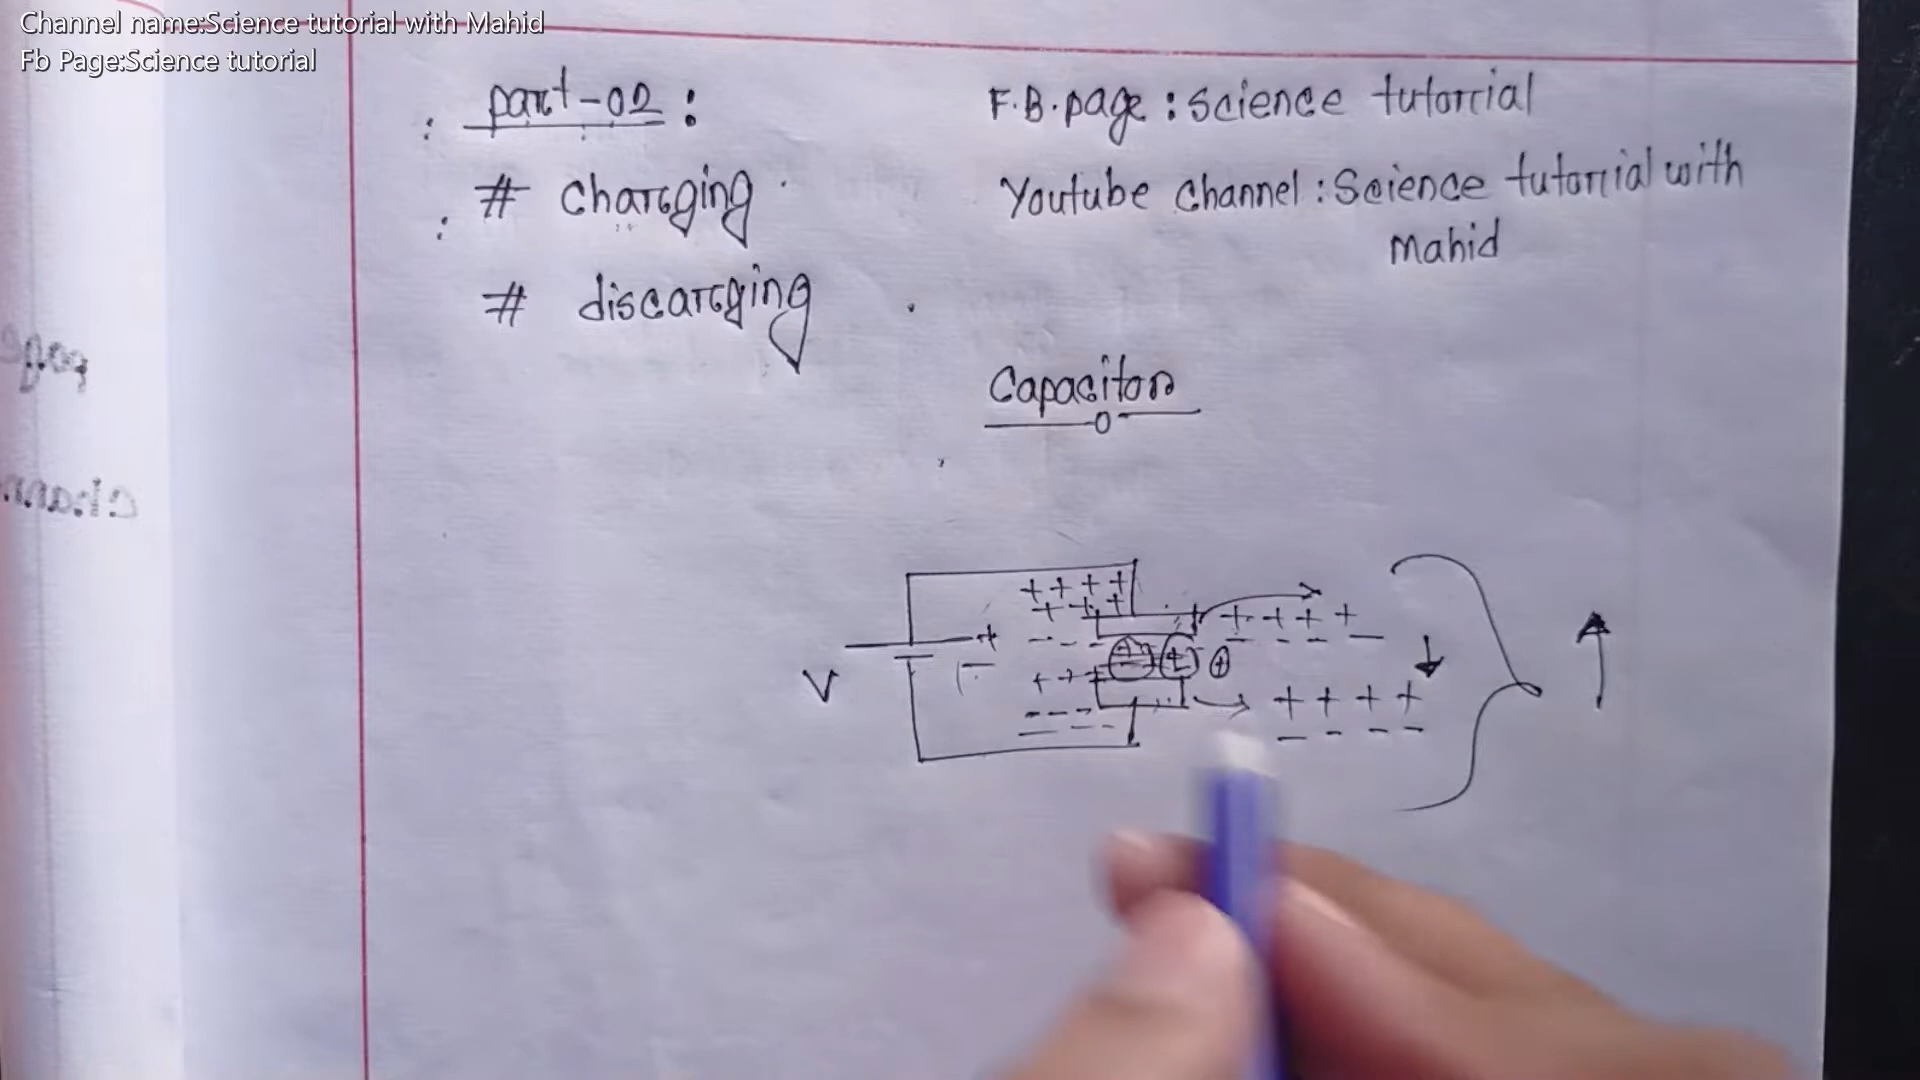 Channel name:Science tutorial with Mahid
Fb Page:Science tutorial
part-02:
# Charging
# discarging
F.B.page:science tutorial
Youtube channel:Science tutorial with
Mahid
Capacitor
+ + + +
+ + +
- - -
+ + +
- - -
- - -
+
-
V
+ + + +
- - - -
+ + + +
- - - -